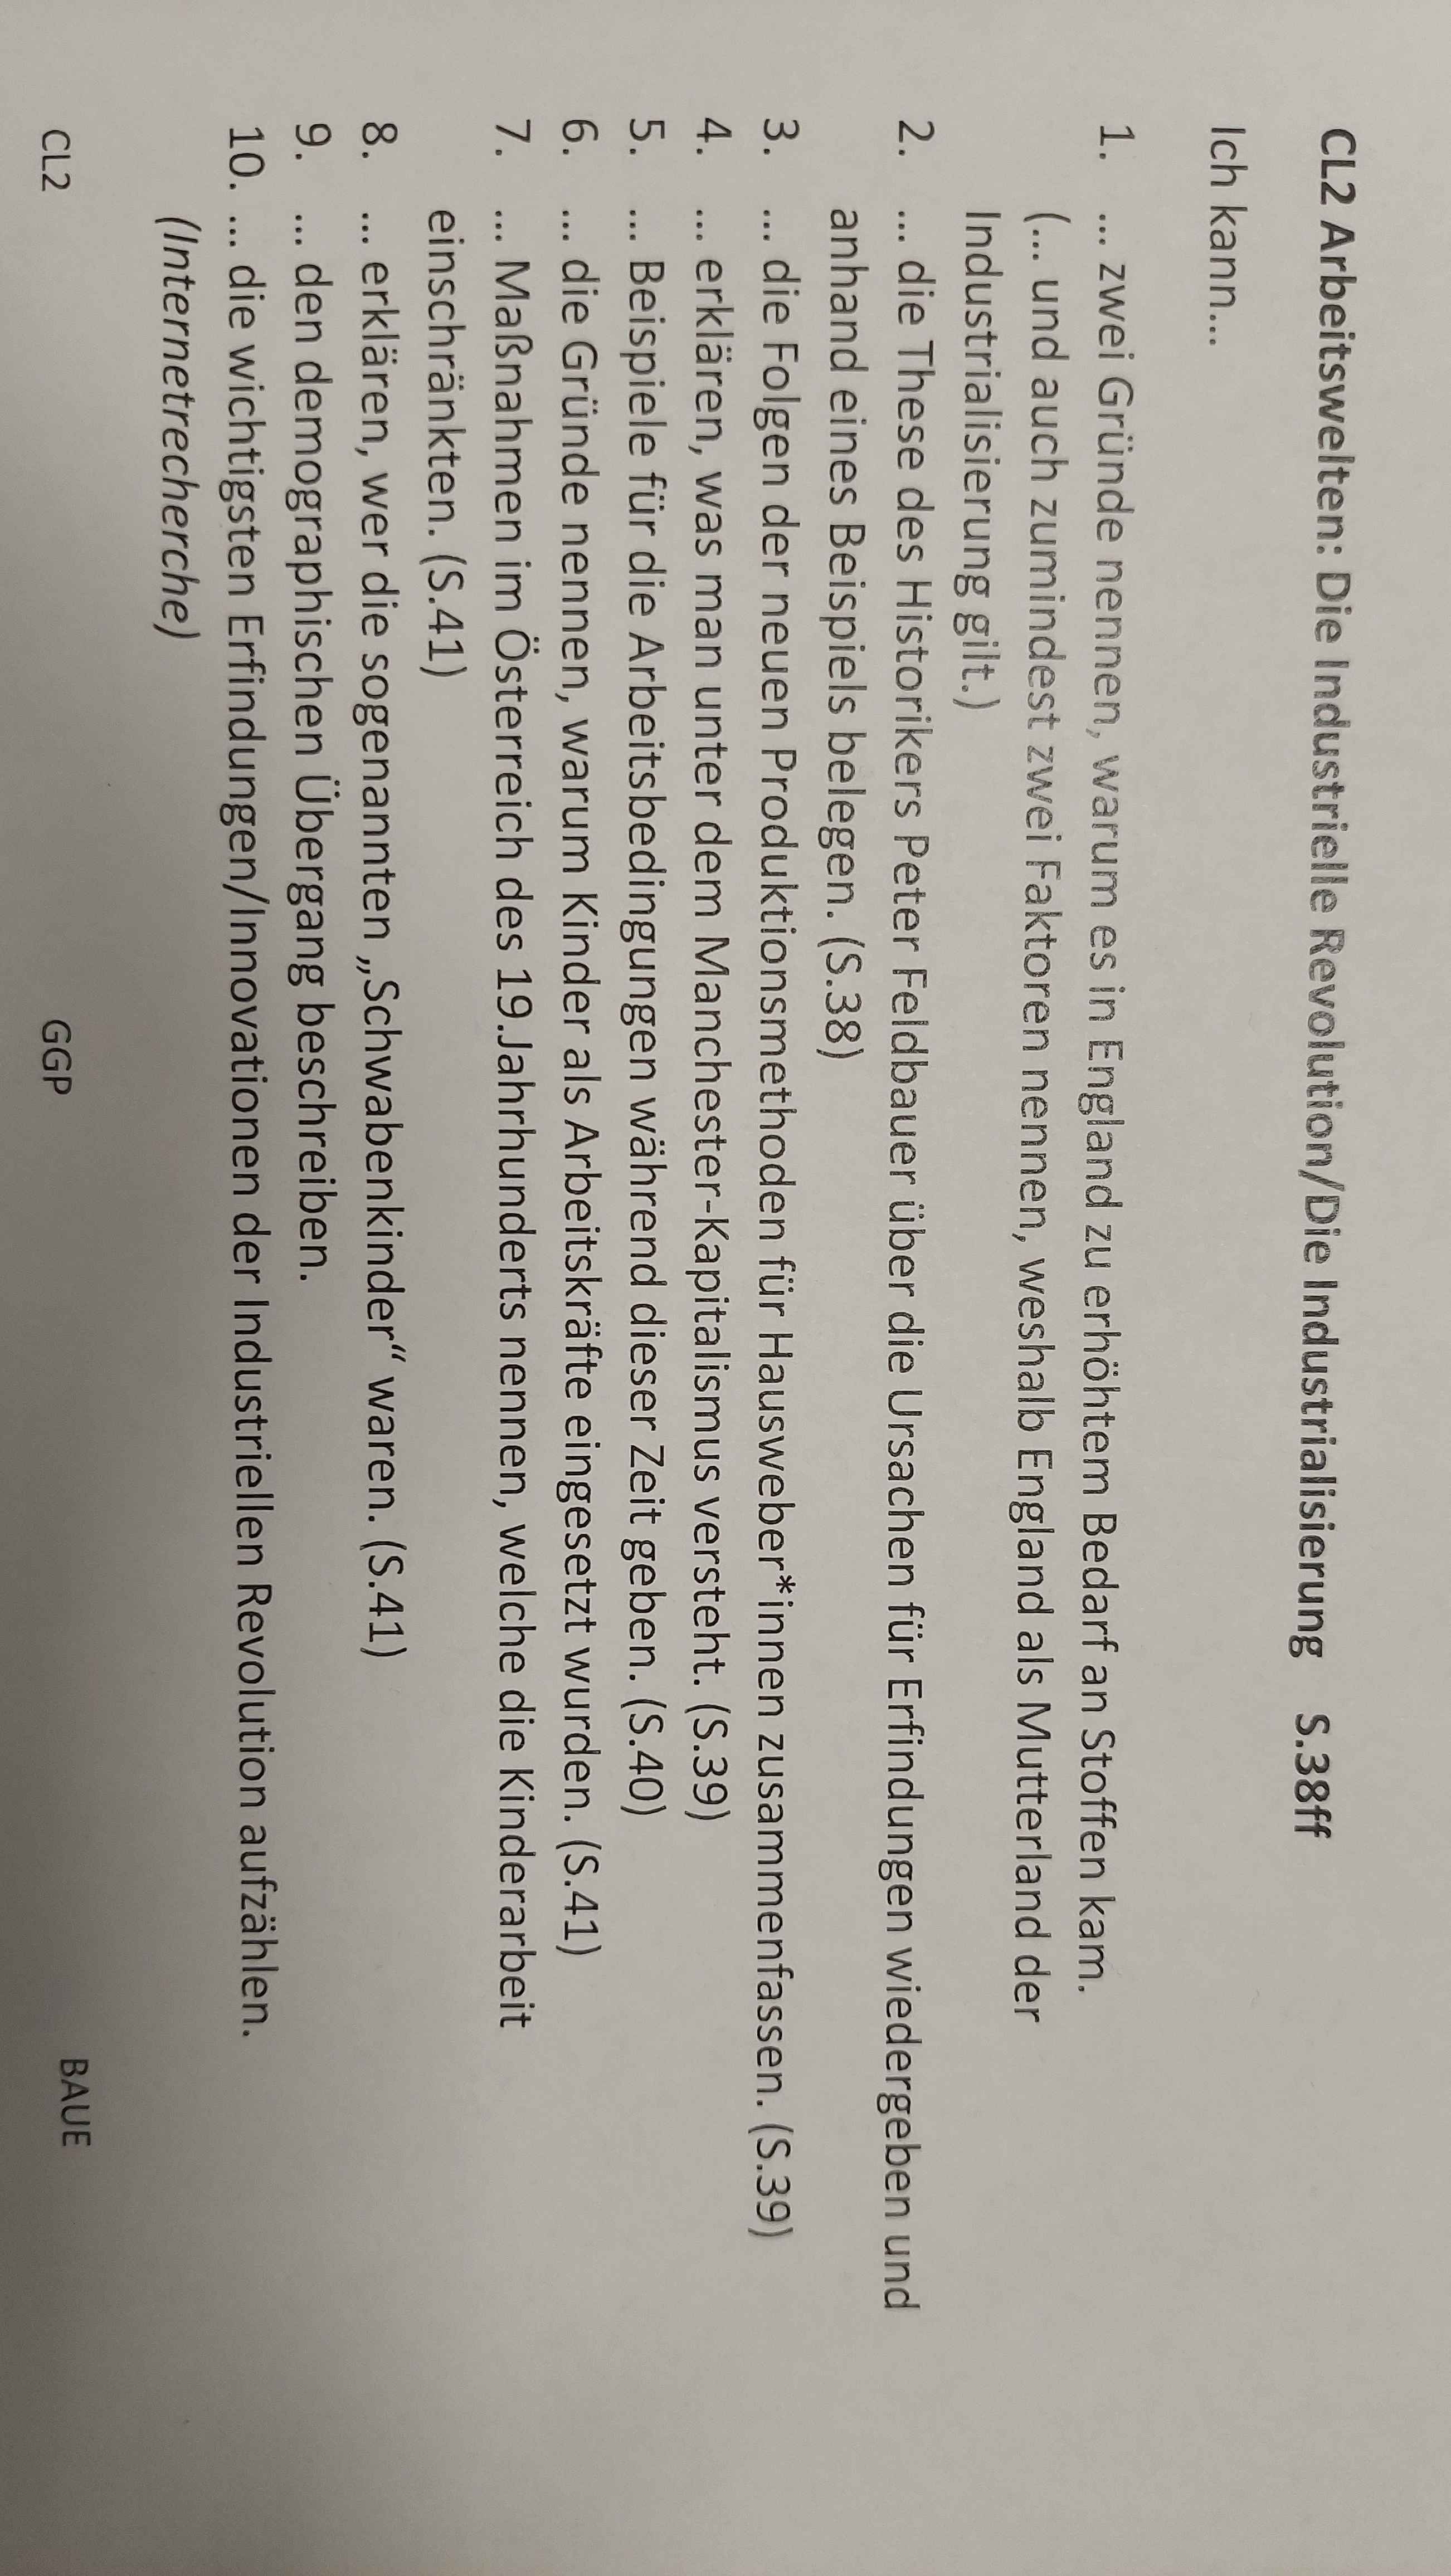 CL2 Arbeitswelten: Die Industrielle Revolution/Die Industrialisierung S.38ff
Ich kann...
1. ... zwei Gründe nennen, warum es in England zu erhöhtem Bedarf an Stoffen kam.
(... und auch zumindest zwei Faktoren nennen, weshalb England als Mutterland der
Industrialisierung gilt.)
2. ... die These des Historikers Peter Feldbauer über die Ursachen für Erfindungen wiedergeben und
anhand eines Beispiels belegen. (S.38)
3. ... die Folgen der neuen Produktionsmethoden für Hausweber*innen zusammenfassen. (S.39)
4. ... erklären, was man unter dem Manchester-Kapitalismus versteht. (S.39)
5. ... Beispiele für die Arbeitsbedingungen während dieser Zeit geben. (S.40)
6. ... die Gründe nennen, warum Kinder als Arbeitskräfte eingesetzt wurden. (S.41)
7. ... Maßnahmen im Österreich des 19.Jahrhunderts nennen, welche die Kinderarbeit
einschränkten. (S.41)
8. ... erklären, wer die sogenannten „Schwabenkinder“ waren. (S.41)
9. ... den demographischen Übergang beschreiben.
10. ... die wichtigsten Erfindungen/Innovationen der Industriellen Revolution aufzählen.
(Internetrecherche)
CL2 GGP BAUE